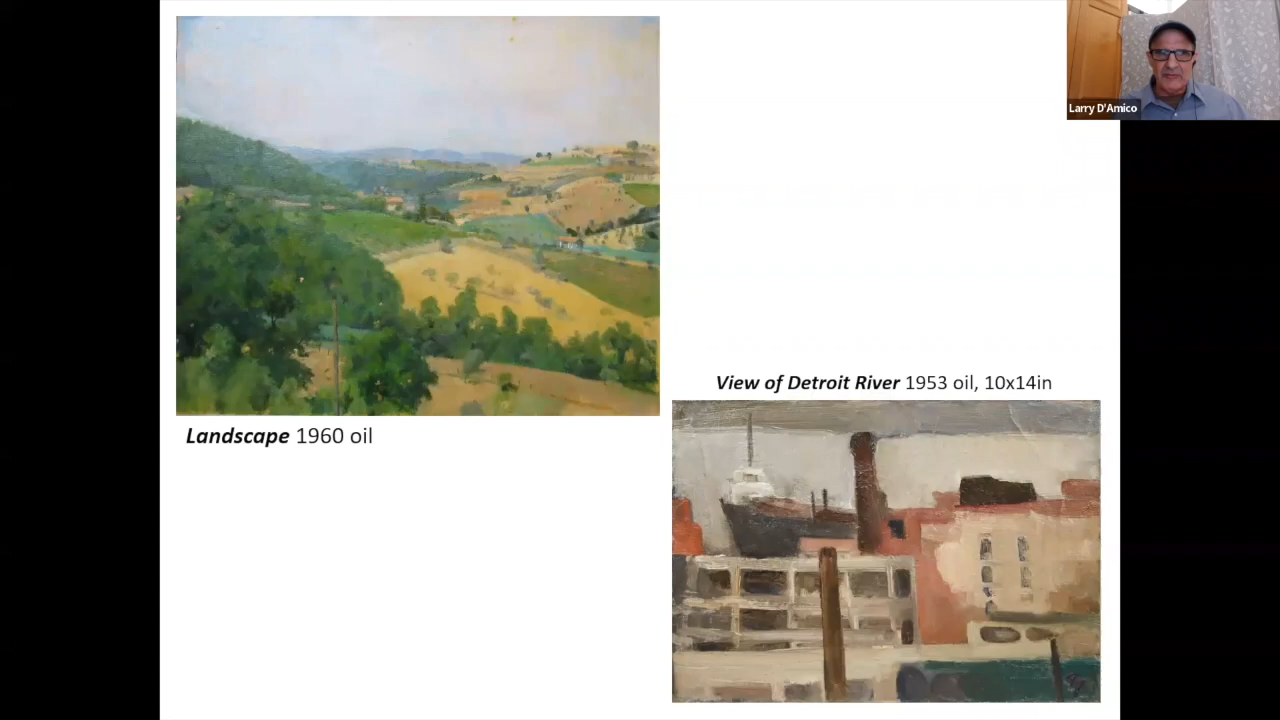 Larry D'Amico
View of Detroit River 1953 oil, 10x14in
Landscape 1960 oil